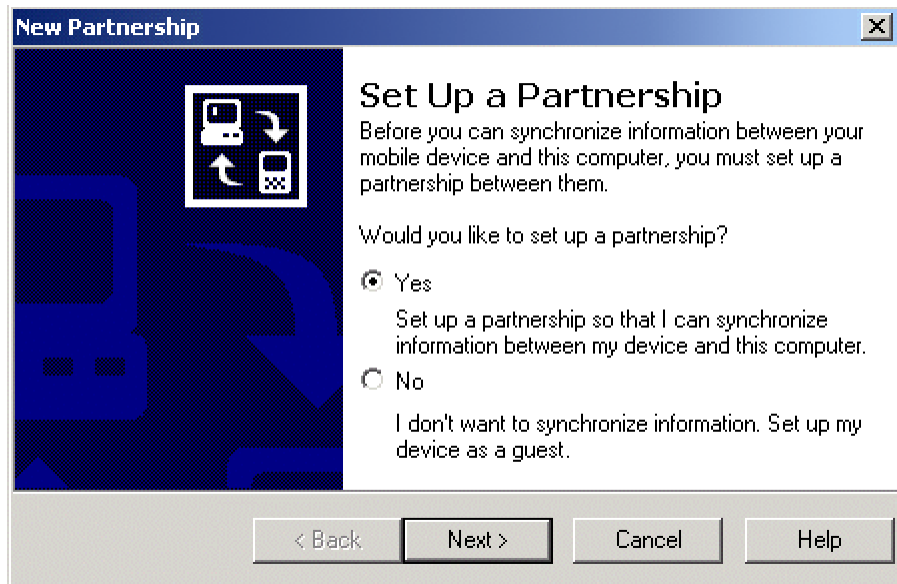 New Partnership
Set Up a Partnership
Before you can synchronize information between your
mobile device and this computer, you must set up a
partnership between them.
Would you like to set up a partnership?
Yes
Set up a partnership so that I can synchronize
information between my device and this computer.
No
I don't want to synchronize information. Set up my
device as a guest.
< Back Next > Cancel Help